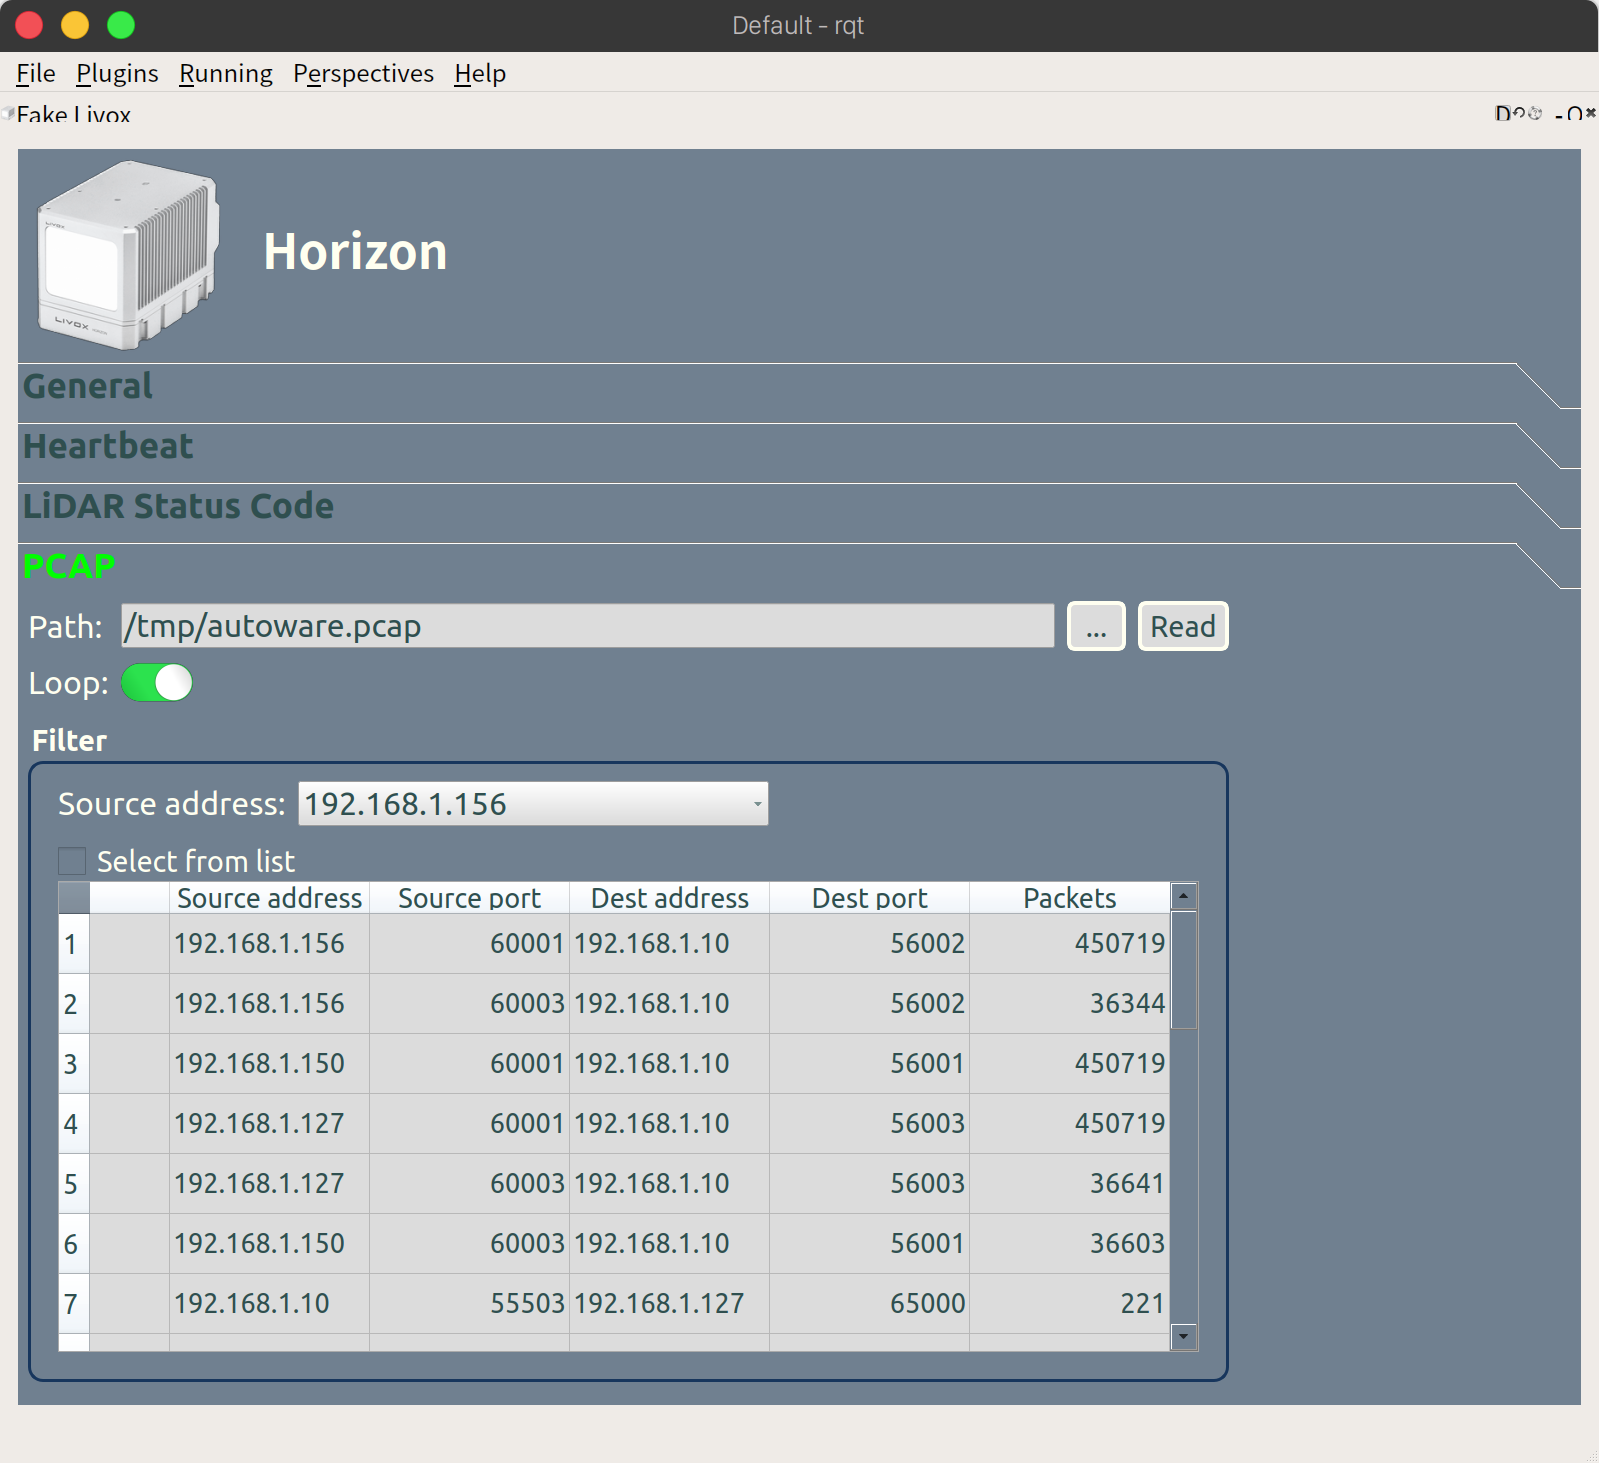 Default - rqt
File Plugins Running Perspectives Help
Fake Livox
D - O
LIVOX
LIVOX
Horizon
General
Heartbeat
LiDAR Status Code
PCAP
Path: /tmp/autoware.pcap ... Read
Loop:
Filter
Source address: 192.168.1.156
Select from list
Source address Source port Dest address Dest port Packets
1 192.168.1.156 60001 192.168.1.10 56002 450719
2 192.168.1.156 60003 192.168.1.10 56002 36344
3 192.168.1.150 60001 192.168.1.10 56001 450719
4 192.168.1.127 60001 192.168.1.10 56003 450719
5 192.168.1.127 60003 192.168.1.10 56003 36641
6 192.168.1.150 60003 192.168.1.10 56001 36603
7 192.168.1.10 55503 192.168.1.127 65000 221